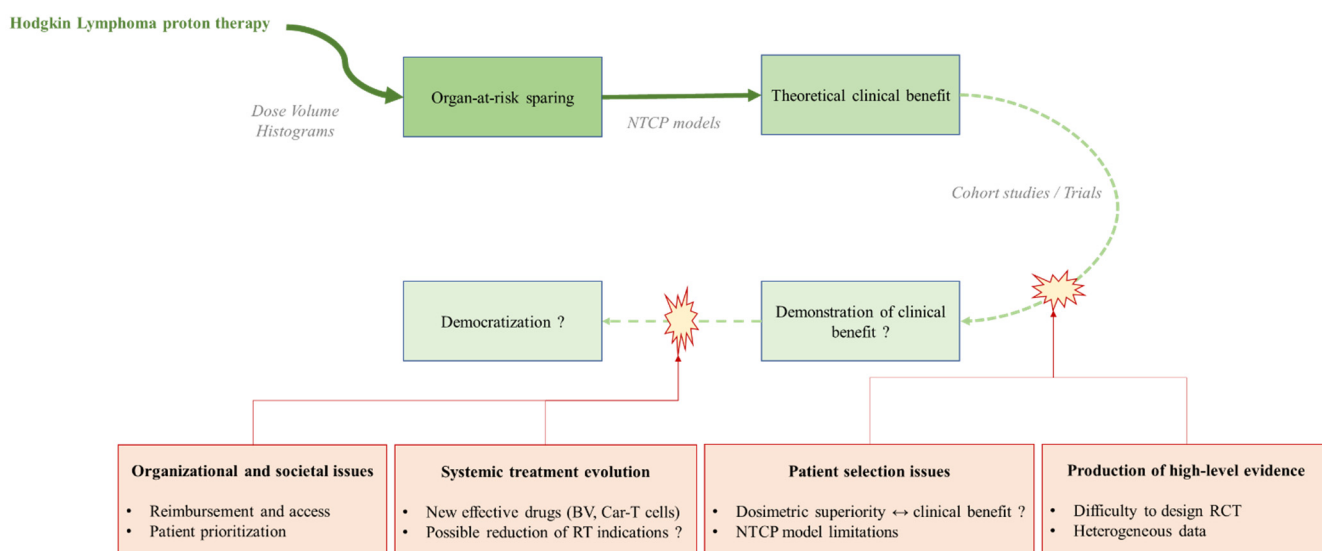 Hodgkin Lymphoma proton therapy
Dose Volume
Histograms
Organ-at-risk sparing
NTCP models
Theoretical clinical benefit
Cohort studies / Trials
Demonstration of clinical
benefit ?
Democratization ?
Organizational and societal issues
• Reimbursement and access
• Patient prioritization
Systemic treatment evolution
• New effective drugs (BV, Car-T cells)
• Possible reduction of RT indications ?
Patient selection issues
• Dosimetric superiority ↔ clinical benefit ?
• NTCP model limitations
Production of high-level evidence
• Difficulty to design RCT
• Heterogeneous data